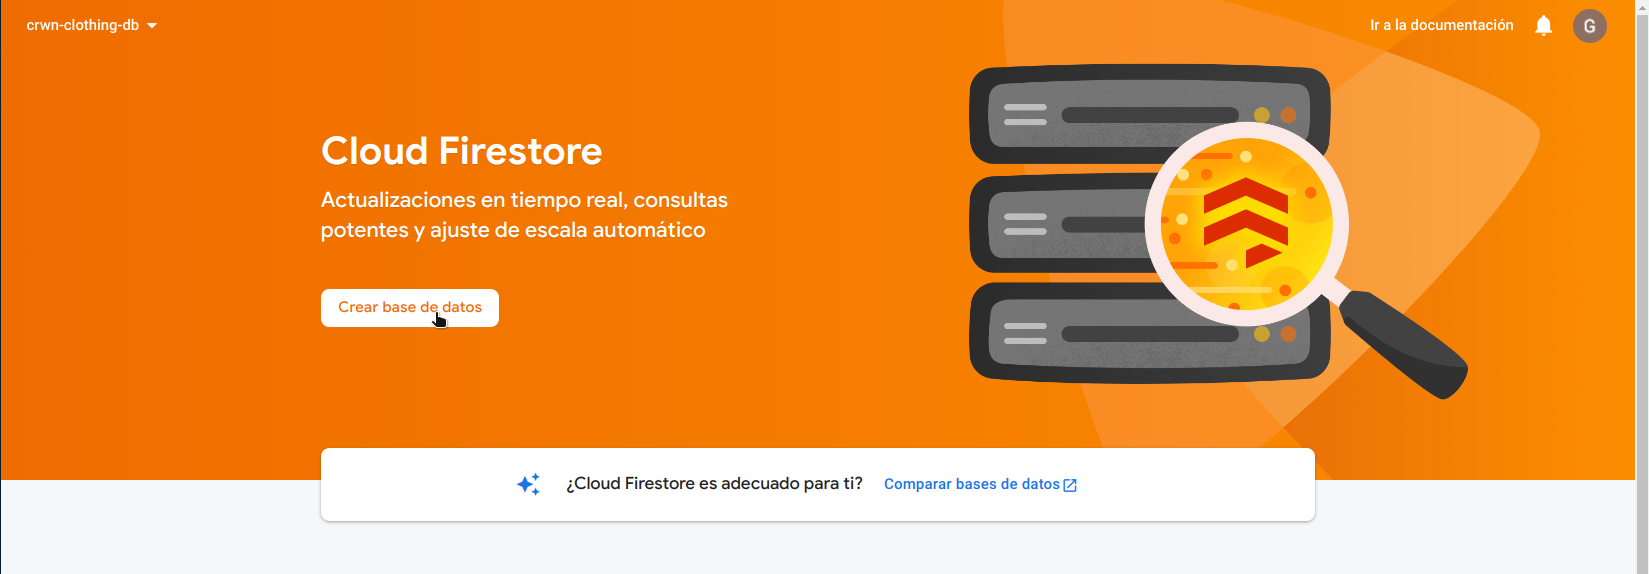 crwn-clothing-db
Ir a la documentación
G
Cloud Firestore
Actualizaciones en tiempo real, consultas
potentes y ajuste de escala automático
Crear base de datos
¿Cloud Firestore es adecuado para ti?
Comparar bases de datos